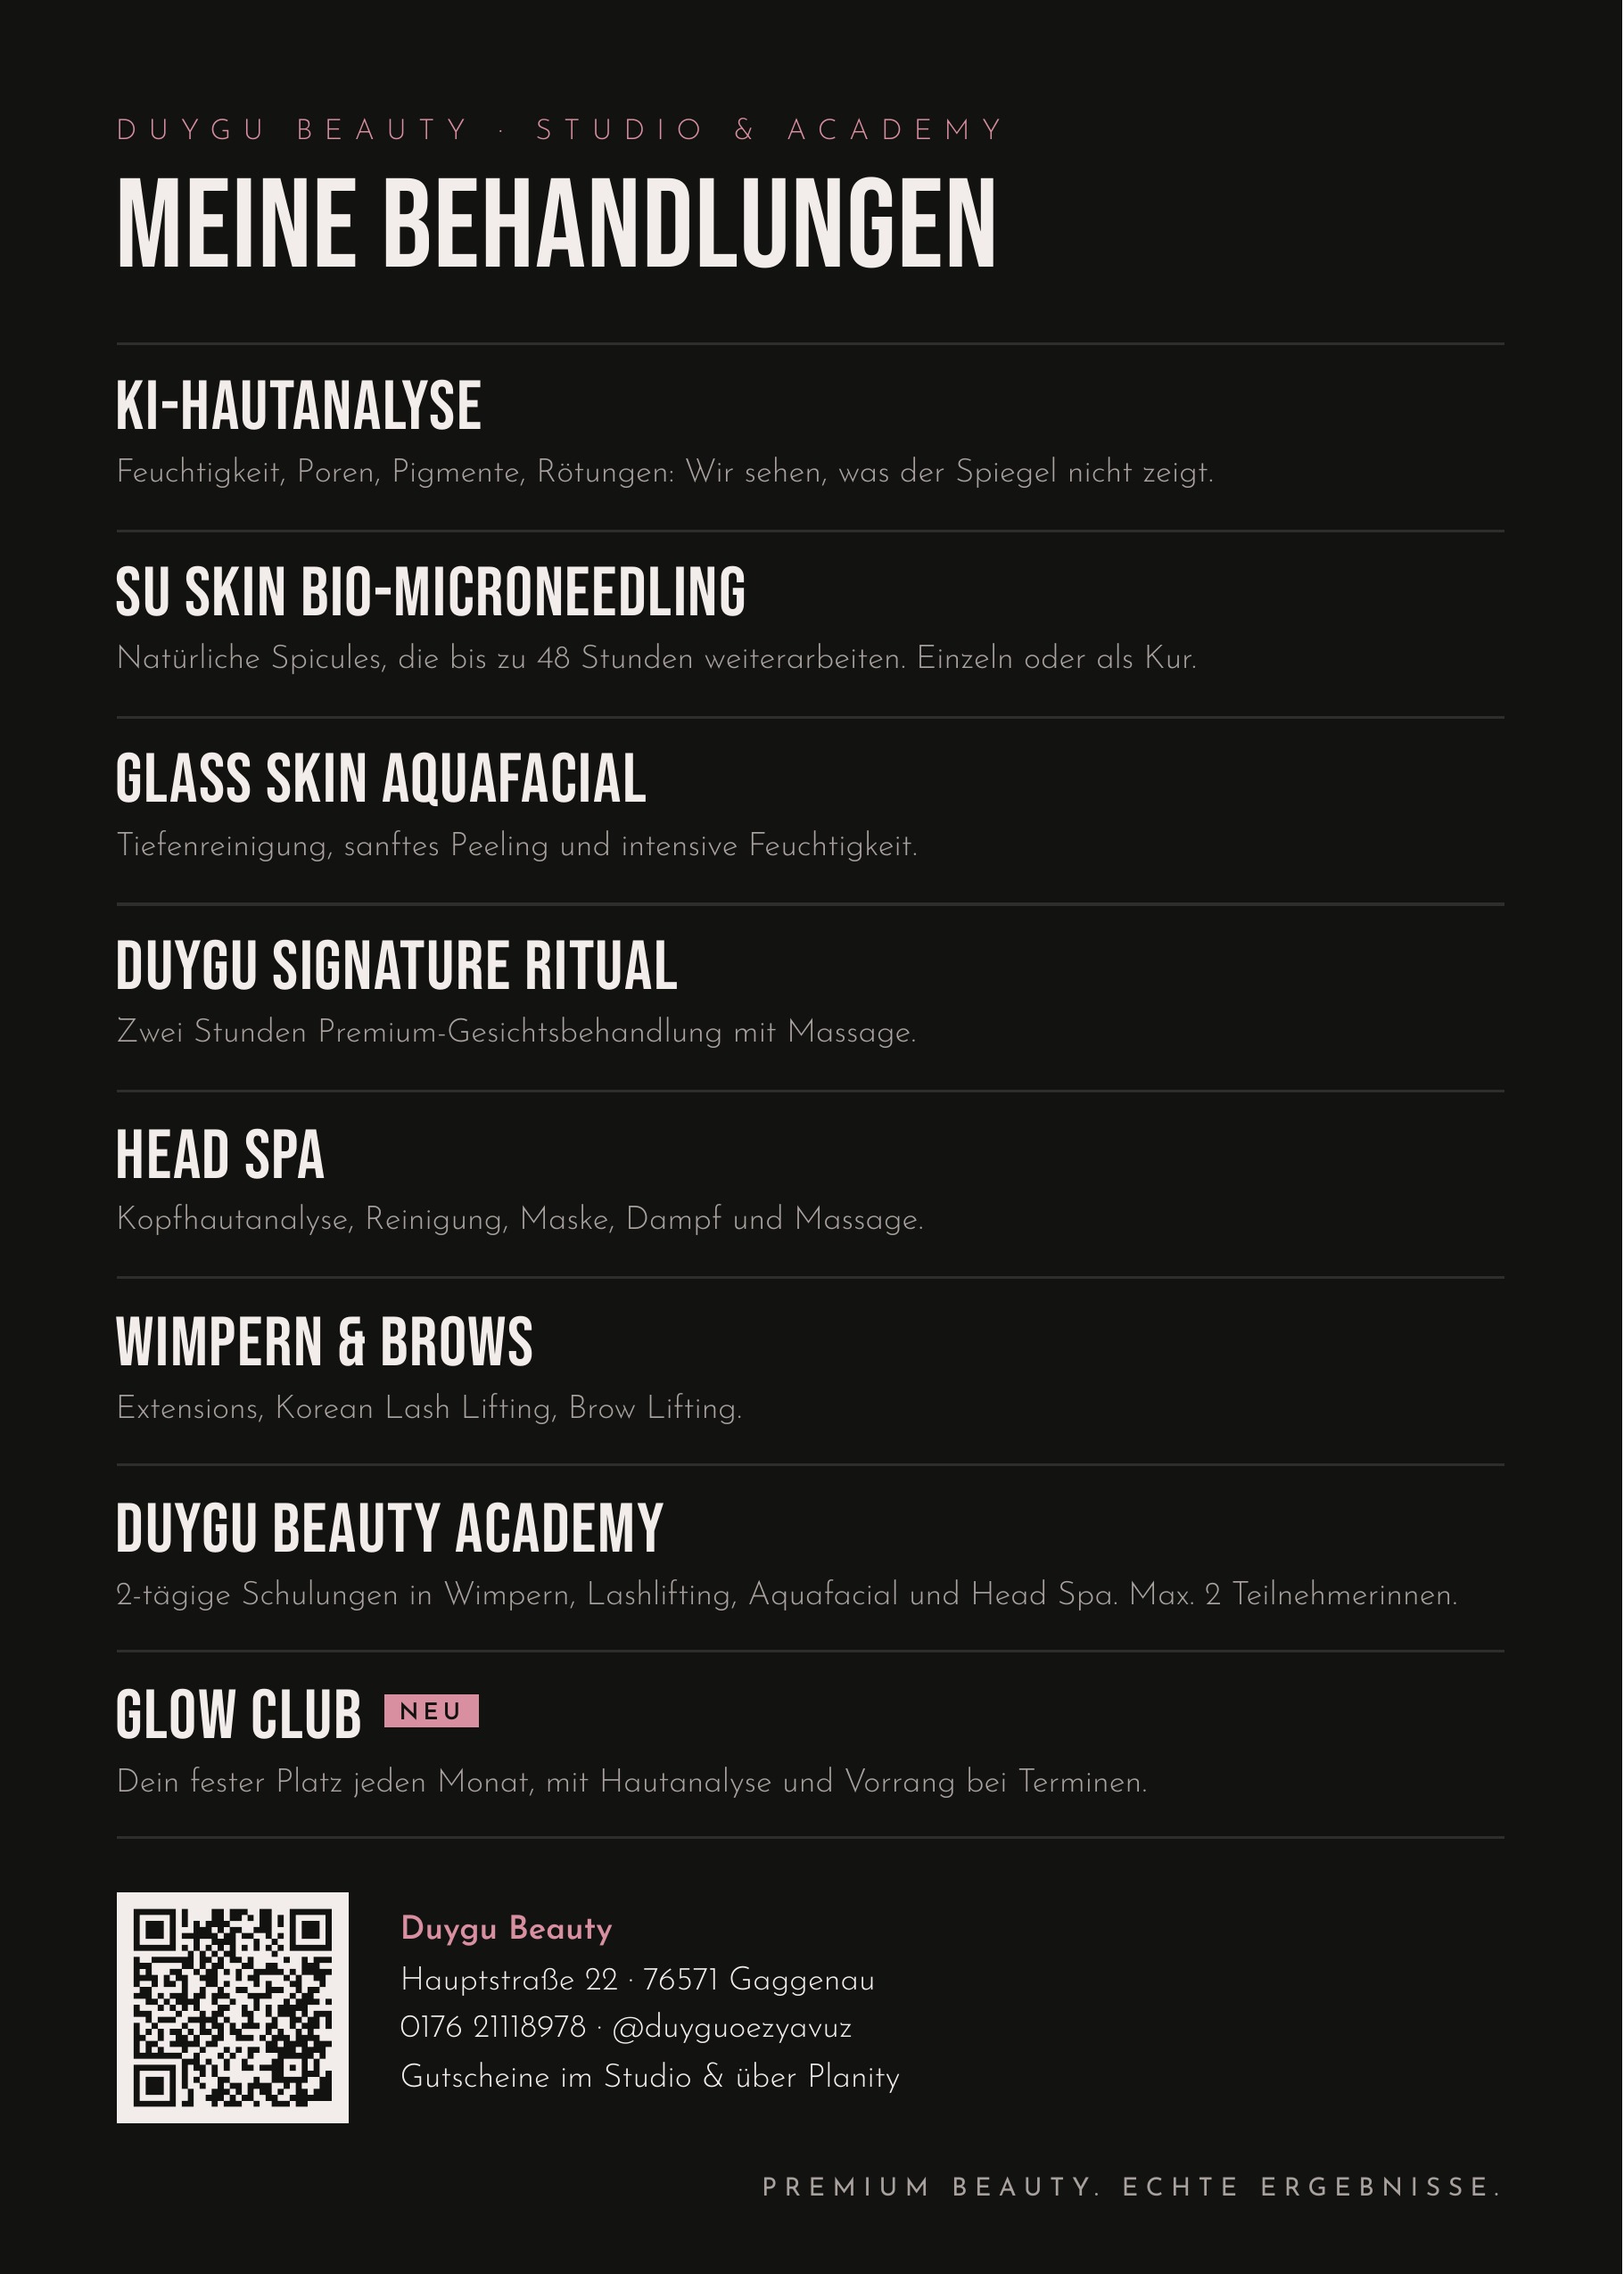 DUYGU BEAUTY · STUDIO & ACADEMY
MEINE BEHANDLUNGEN
KI-HAUTANALYSE
Feuchtigkeit, Poren, Pigmente, Rötungen: Wir sehen, was der Spiegel nicht zeigt.
SU SKIN BIO-MICRONEEDLING
Natürliche Spicules, die bis zu 48 Stunden weiterarbeiten. Einzeln oder als Kur.
GLASS SKIN AQUAFACIAL
Tiefenreinigung, sanftes Peeling und intensive Feuchtigkeit.
DUYGU SIGNATURE RITUAL
Zwei Stunden Premium-Gesichtsbehandlung mit Massage.
HEAD SPA
Kopfhautanalyse, Reinigung, Maske, Dampf und Massage.
WIMPERN & BROWS
Extensions, Korean Lash Lifting, Brow Lifting.
DUYGU BEAUTY ACADEMY
2-tägige Schulungen in Wimpern, Lashlifting, Aquafacial und Head Spa. Max. 2 Teilnehmerinnen.
GLOW CLUB NEU
Dein fester Platz jeden Monat, mit Hautanalyse und Vorrang bei Terminen.
Duygu Beauty
Hauptstraße 22 · 76571 Gaggenau
0176 21118978 · @duyguoezyavuz
Gutscheine im Studio & über Planity
PREMIUM BEAUTY. ECHTE ERGEBNISSE.